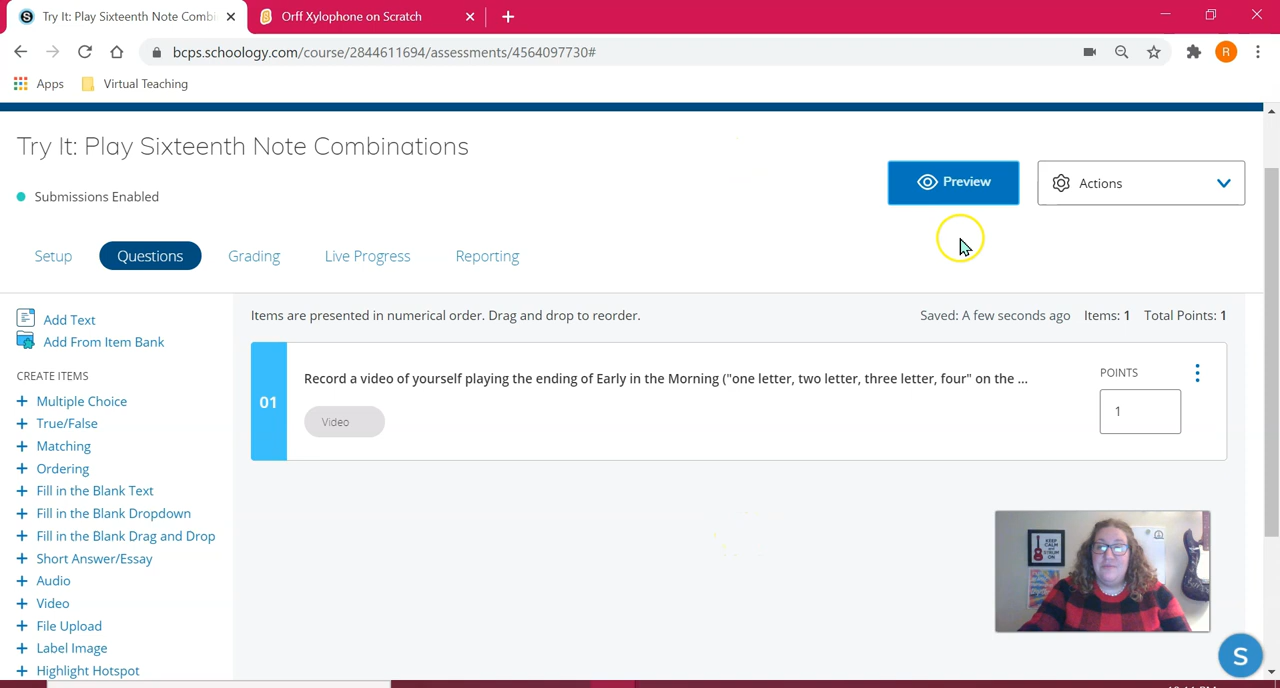 Try It: Play Sixteenth Note Combi
Orff Xylophone on Scratch
bcps.schoology.com/course/2844611694/assessments/4564097730#
R
Apps
Virtual Teaching
Try It: Play Sixteenth Note Combinations
Preview
Actions
Submissions Enabled
Setup
Questions
Grading
Live Progress
Reporting
Add Text
Add From Item Bank
CREATE ITEMS
+ Multiple Choice
+ True/False
+ Matching
+ Ordering
+ Fill in the Blank Text
+ Fill in the Blank Dropdown
+ Fill in the Blank Drag and Drop
+ Short Answer/Essay
+ Audio
+ Video
+ File Upload
+ Label Image
+ Highlight Hotspot
Items are presented in numerical order. Drag and drop to reorder.
Saved: A few seconds ago Items: 1 Total Points: 1
01
Record a video of yourself playing the ending of Early in the Morning ("one letter, two letter, three letter, four" on the ...
Video
POINTS
1
KEEP
CALM
AND
STRUM
ON
S